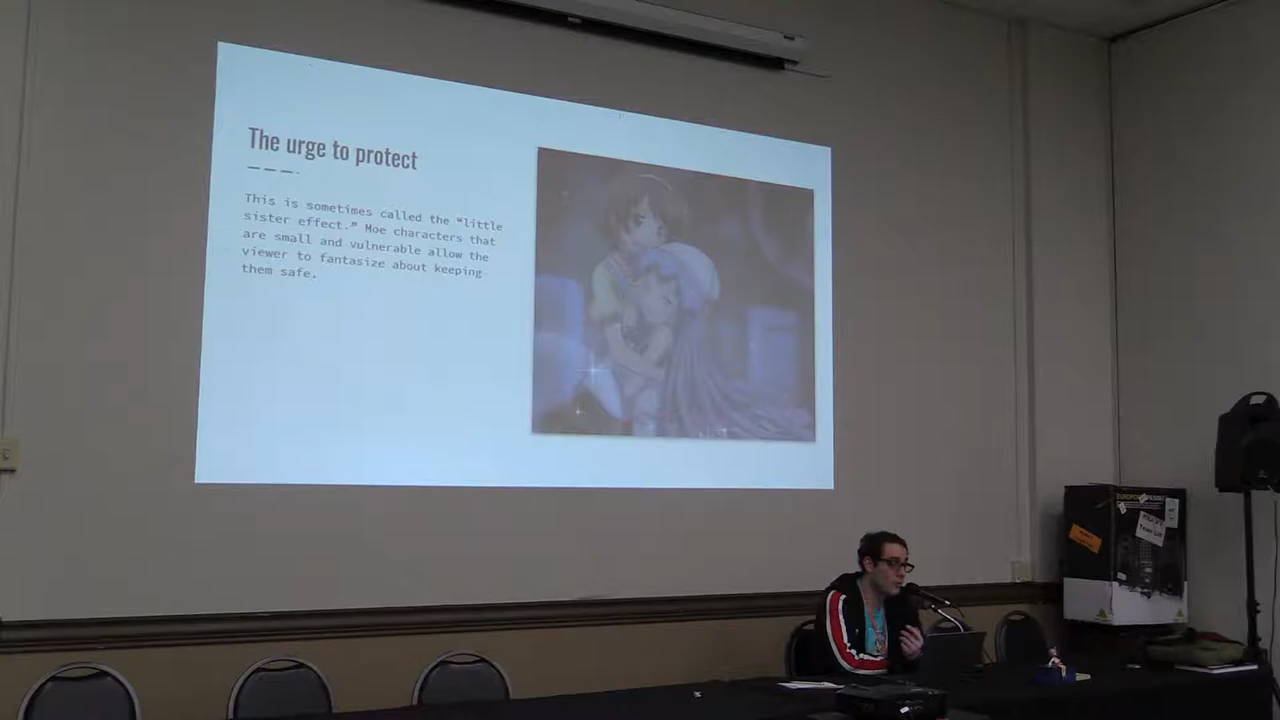 The urge to protect
This is sometimes called the “little
sister effect.” Moe characters that
are small and vulnerable allow the
viewer to fantasize about keeping
them safe.